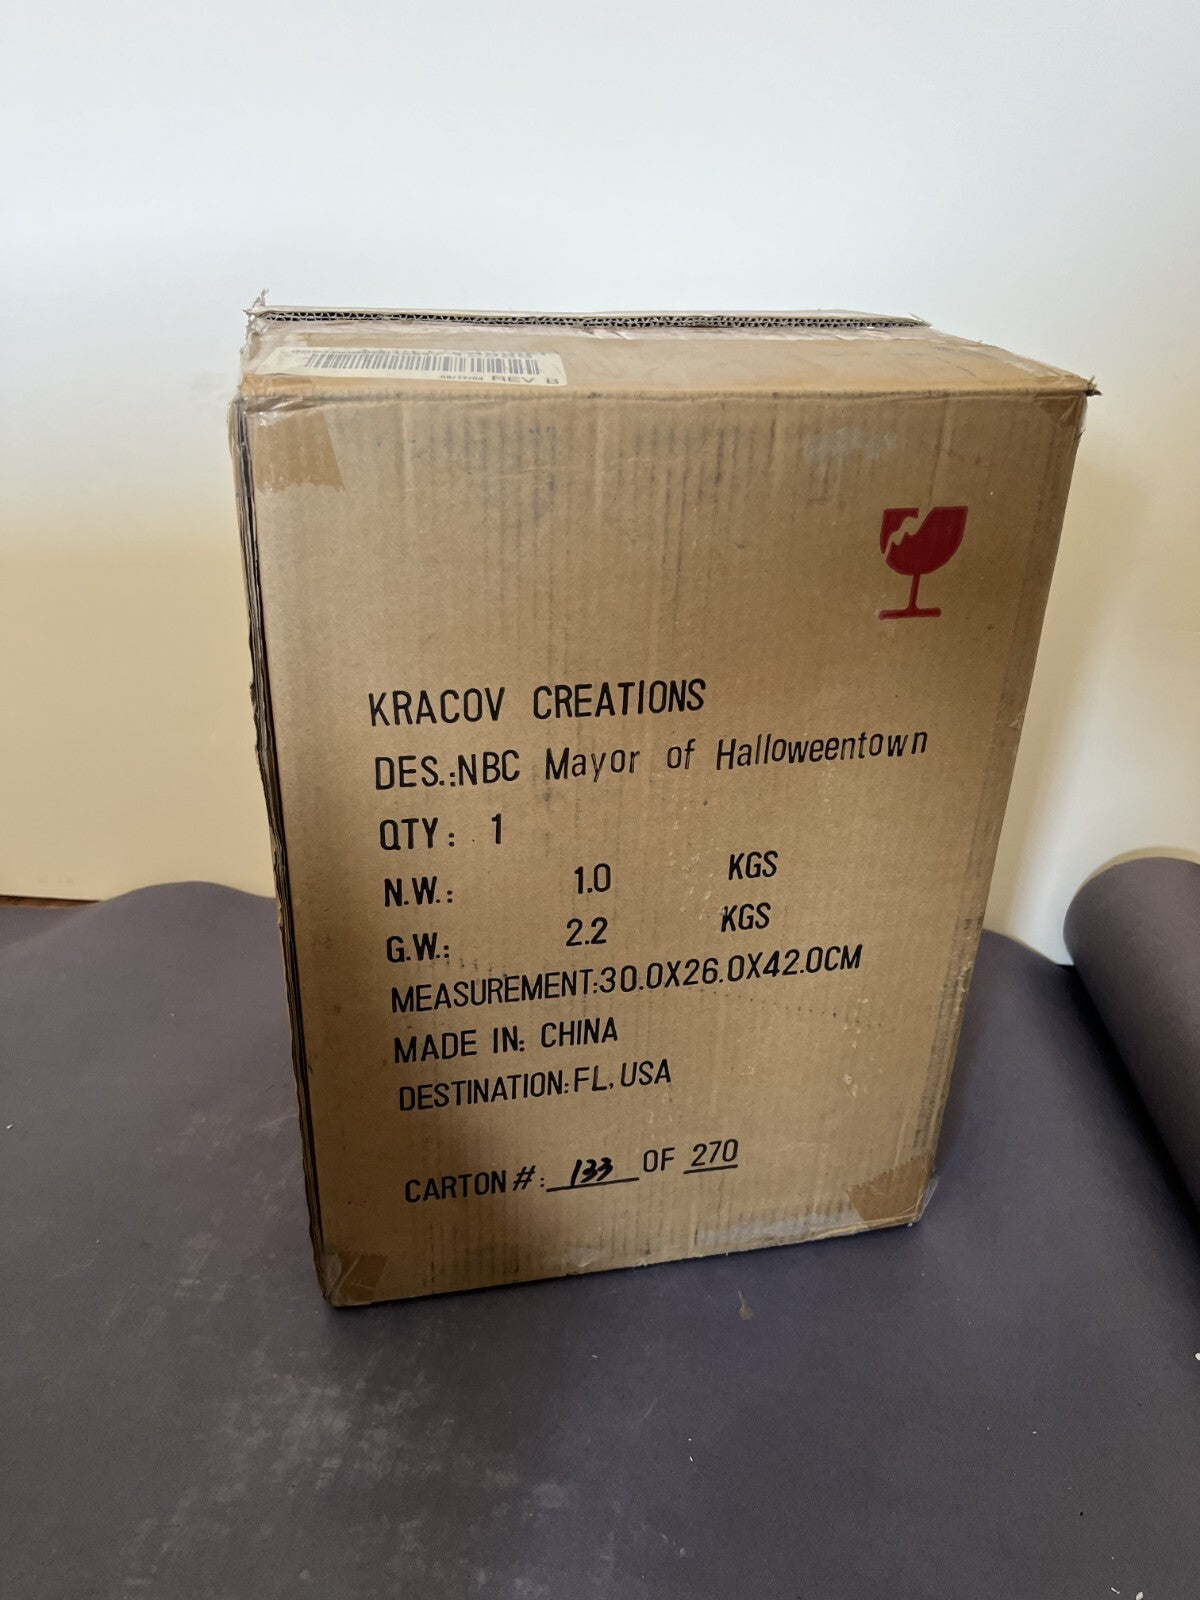 REV B
KRACOV CREATIONS
DES.:NBC Mayor of Halloweentown
QTY: 1
N.W.: 1.0 KGS
G.W.: 2.2 KGS
MEASUREMENT:30.0X26.0X42.0CM
MADE IN: CHINA
DESTINATION:FL,USA
CARTON#: 133 OF 270